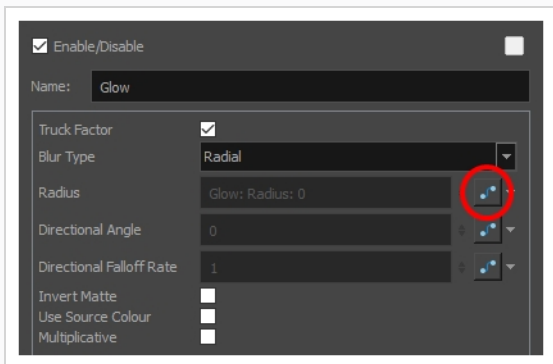 Enable/Disable
Name: Glow
Truck Factor
Blur Type Radial
Radius Glow: Radius: 0
Directional Angle 0
Directional Falloff Rate 1
Invert Matte
Use Source Colour
Multiplicative